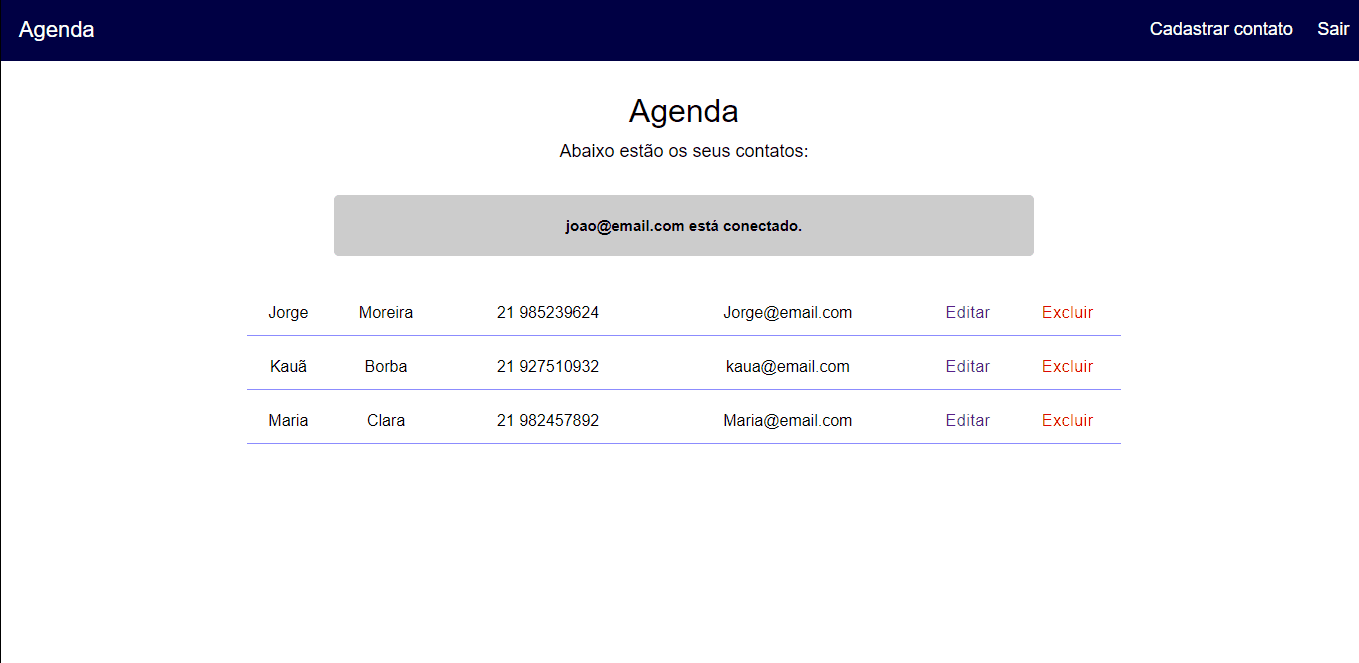 Agenda Cadastrar contato Sair
Agenda
Abaixo estão os seus contatos:
joao@email.com está conectado.
Jorge Moreira 21 985239624 Jorge@email.com Editar Excluir
Kauã Borba 21 927510932 kaua@email.com Editar Excluir
Maria Clara 21 982457892 Maria@email.com Editar Excluir